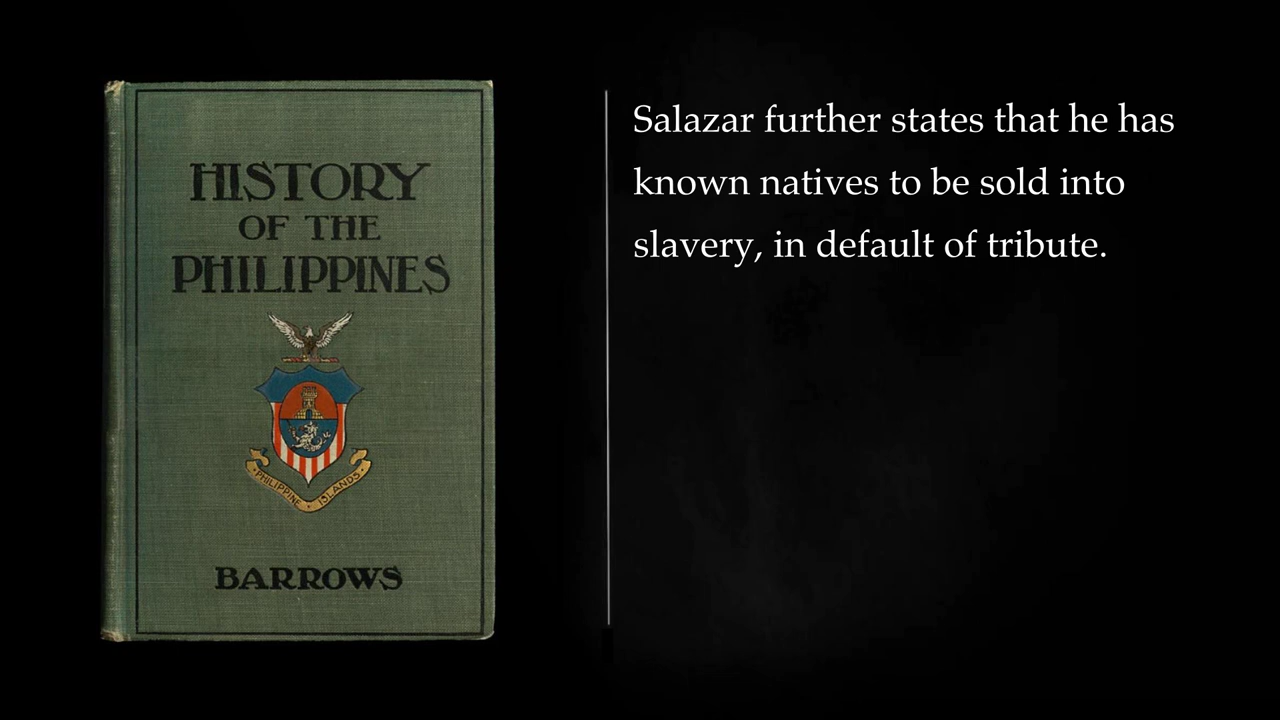 HISTORY
OF THE
PHILIPPINES
PHILIPPINE ISLANDS
BARROWS
Salazar further states that he has
known natives to be sold into
slavery, in default of tribute.